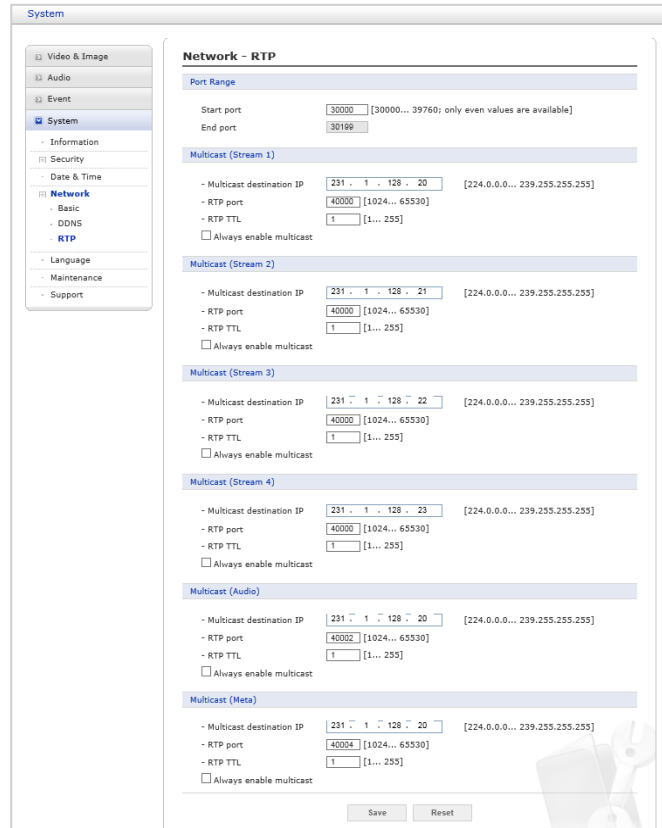 System
Video & Image
Audio
Event
System
Information
Security
Date & Time
Network
Basic
DDNS
RTP
Language
Maintenance
Support
Network - RTP
Port Range
Start port 30000 [30000... 39760; only even values are available]
End port 30199
Multicast (Stream 1)
- Multicast destination IP 231 . 1 . 128 . 20 [224.0.0.0... 239.255.255.255]
- RTP port 40000 [1024... 65530]
- RTP TTL 1 [1... 255]
Always enable multicast
Multicast (Stream 2)
- Multicast destination IP 231 . 1 . 128 . 21 [224.0.0.0... 239.255.255.255]
- RTP port 40000 [1024... 65530]
- RTP TTL 1 [1... 255]
Always enable multicast
Multicast (Stream 3)
- Multicast destination IP 231 . 1 . 128 . 22 [224.0.0.0... 239.255.255.255]
- RTP port 40000 [1024... 65530]
- RTP TTL 1 [1... 255]
Always enable multicast
Multicast (Stream 4)
- Multicast destination IP 231 . 1 . 128 . 23 [224.0.0.0... 239.255.255.255]
- RTP port 40000 [1024... 65530]
- RTP TTL 1 [1... 255]
Always enable multicast
Multicast (Audio)
- Multicast destination IP 231 . 1 . 128 . 20 [224.0.0.0... 239.255.255.255]
- RTP port 40002 [1024... 65530]
- RTP TTL 1 [1... 255]
Always enable multicast
Multicast (Meta)
- Multicast destination IP 231 . 1 . 128 . 20 [224.0.0.0... 239.255.255.255]
- RTP port 40004 [1024... 65530]
- RTP TTL 1 [1... 255]
Always enable multicast
Save Reset